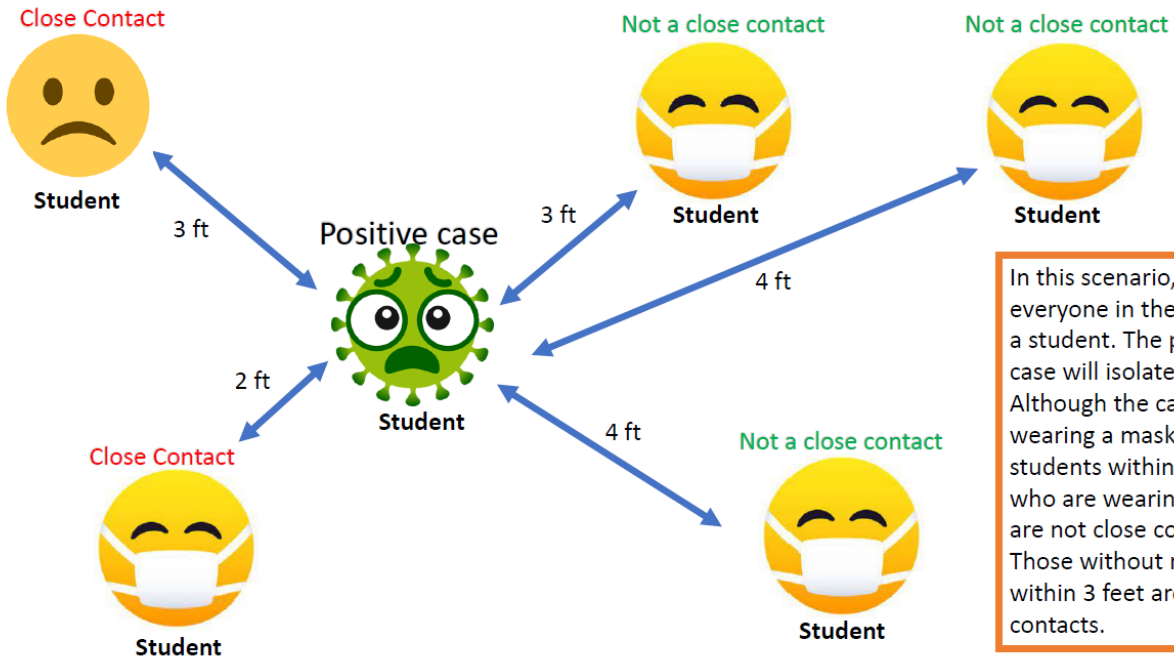 Close Contact
Not a close contact
Not a close contact
Student
3 ft
Positive case
3 ft
Student
Student
4 ft
In this scenario,
everyone in the
a student. The p
case will isolate
Although the ca
wearing a mask
students within
who are wearin
are not close co
Those without
within 3 feet ar
contacts.
2 ft
Student
4 ft
Close Contact
Not a close contact
Student
Student